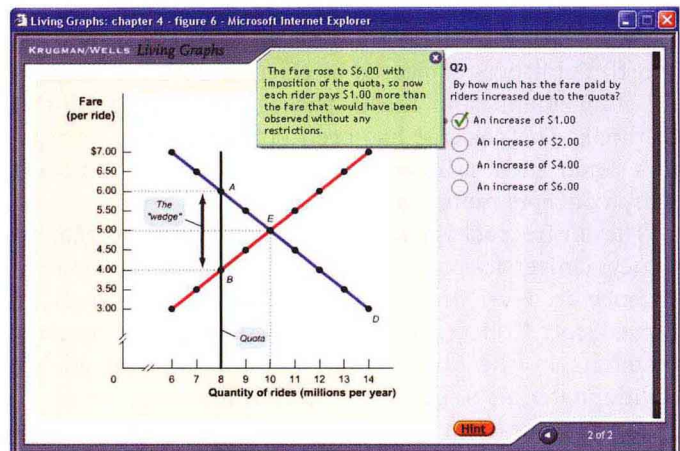 Living Graphs: chapter 4 - figure 6 - Microsoft Internet Explorer
KRUGMAN/WELLS Living Graphs
The fare rose to $6.00 with
imposition of the quota, so now
each rider pays $1.00 more than
the fare that would have been
observed without any
restrictions.
Q2)
By how much has the fare paid by
riders increased due to the quota?
An increase of $1.00
An increase of $2.00
An increase of $4.00
An increase of $6.00
Fare
(per ride)
$7.00
6.50
6.00
5.50
5.00
4.50
4.00
3.50
3.00
The
"wedge"
A
E
B
D
Quota
0 6 7 8 9 10 11 12 13 14
Quantity of rides (millions per year)
Hint
2 of 2